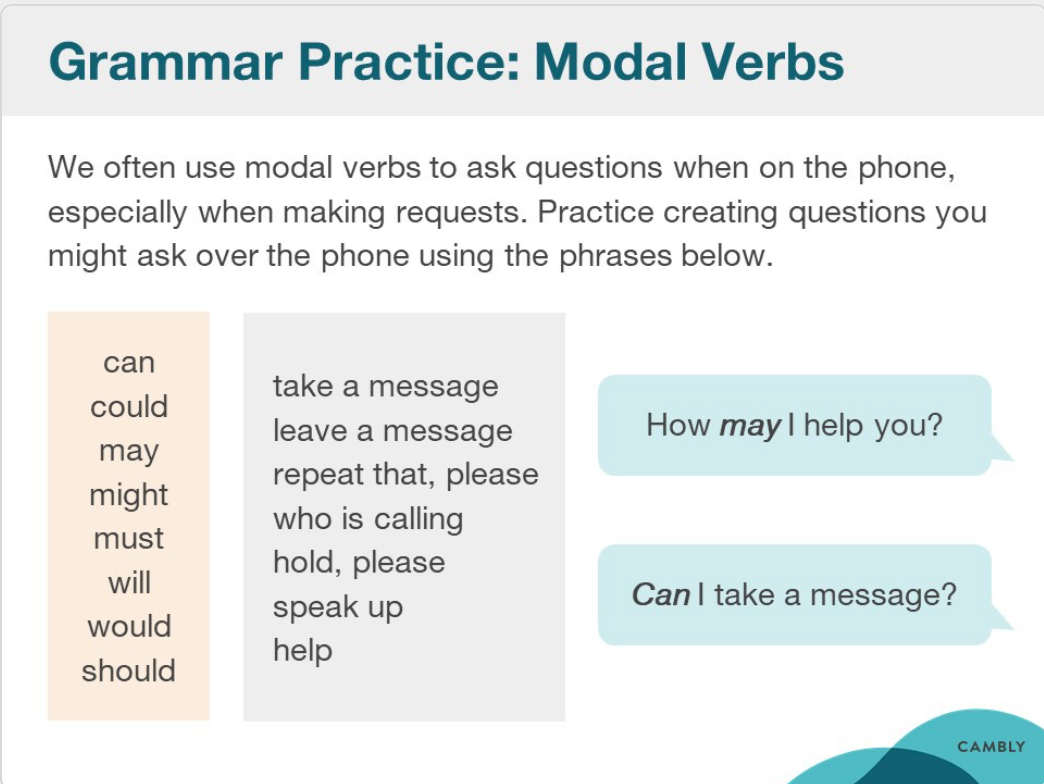 Grammar Practice: Modal Verbs
We often use modal verbs to ask questions when on the phone,
especially when making requests. Practice creating questions you
might ask over the phone using the phrases below.
can
could
may
might
must
will
would
should
take a message
leave a message
repeat that, please
who is calling
hold, please
speak up
help
How may I help you?
Can I take a message?
CAMBLY